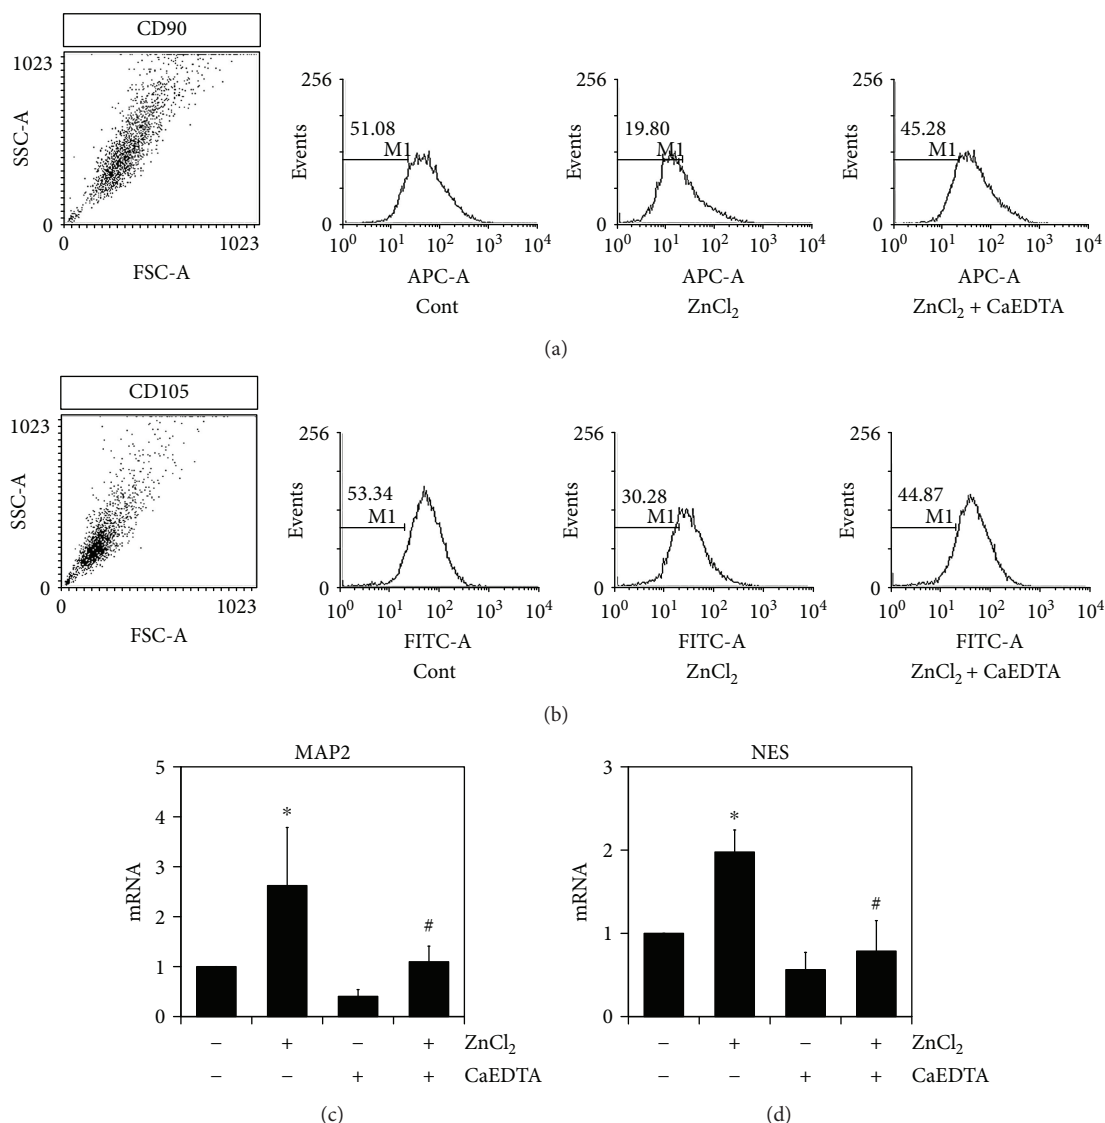 CD90
1023
SSC-A
0
0
1023
FSC-A
256
Events
51.08
M1
0
10^0 10^1 10^2 10^3 10^4
APC-A
Cont
256
Events
19.80
M1
0
10^0 10^1 10^2 10^3 10^4
APC-A
ZnCl₂
256
Events
45.28
M1
0
10^0 10^1 10^2 10^3 10^4
APC-A
ZnCl₂ + CaEDTA
(a)
CD105
1023
SSC-A
0
0
1023
FSC-A
256
Events
53.34
M1
0
10^0 10^1 10^2 10^3 10^4
FITC-A
Cont
256
Events
30.28
M1
0
10^0 10^1 10^2 10^3 10^4
FITC-A
ZnCl₂
256
Events
44.87
M1
0
10^0 10^1 10^2 10^3 10^4
FITC-A
ZnCl₂ + CaEDTA
(b)
MAP2
5
4
3
2
1
0
mRNA
*
#
− + − + ZnCl₂
− − + + CaEDTA
(c)
NES
3
2
1
0
mRNA
*
#
− + − + ZnCl₂
− − + + CaEDTA
(d)